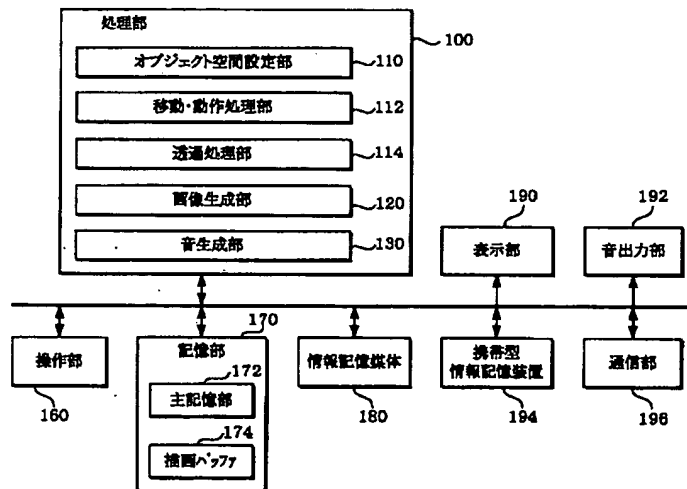 処理部
100
オブジェクト空間設定部
110
移動・動作処理部
112
透過処理部
114
画像生成部
120
音生成部
130
190
192
表示部
音出力部
170
操作部
記憶部
情報記憶媒体
携帯型
情報記憶装置
通信部
172
主記憶部
160
180
194
196
174
描画バッファ